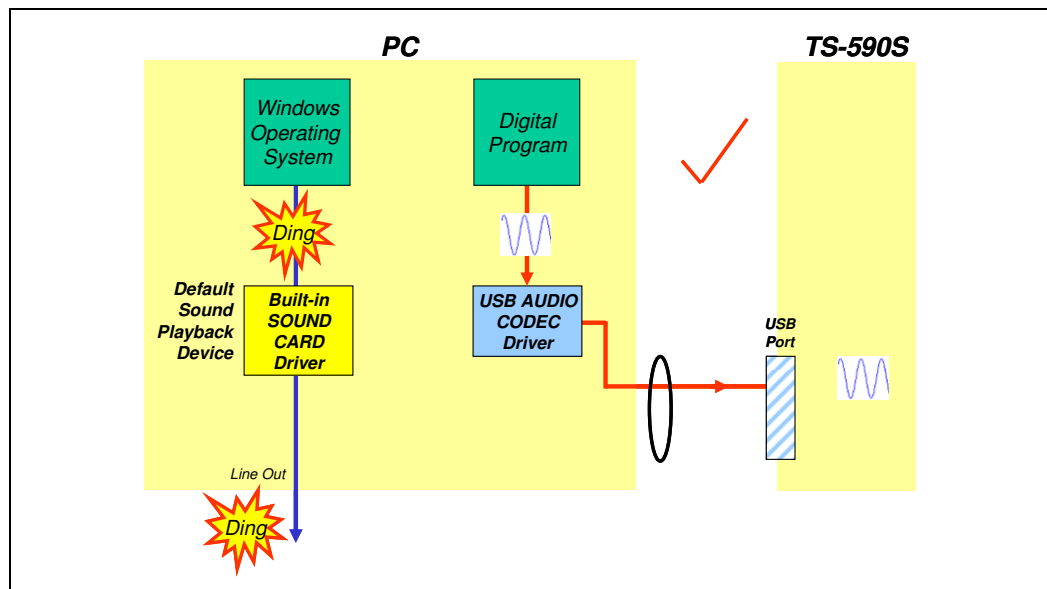 PC
TS-590S
Windows
Operating
System
Digital
Program
Ding
Default
Sound
Playback
Device
Built-in
SOUND
CARD
Driver
USB AUDIO
CODEC
Driver
USB
Port
Line Out
Ding